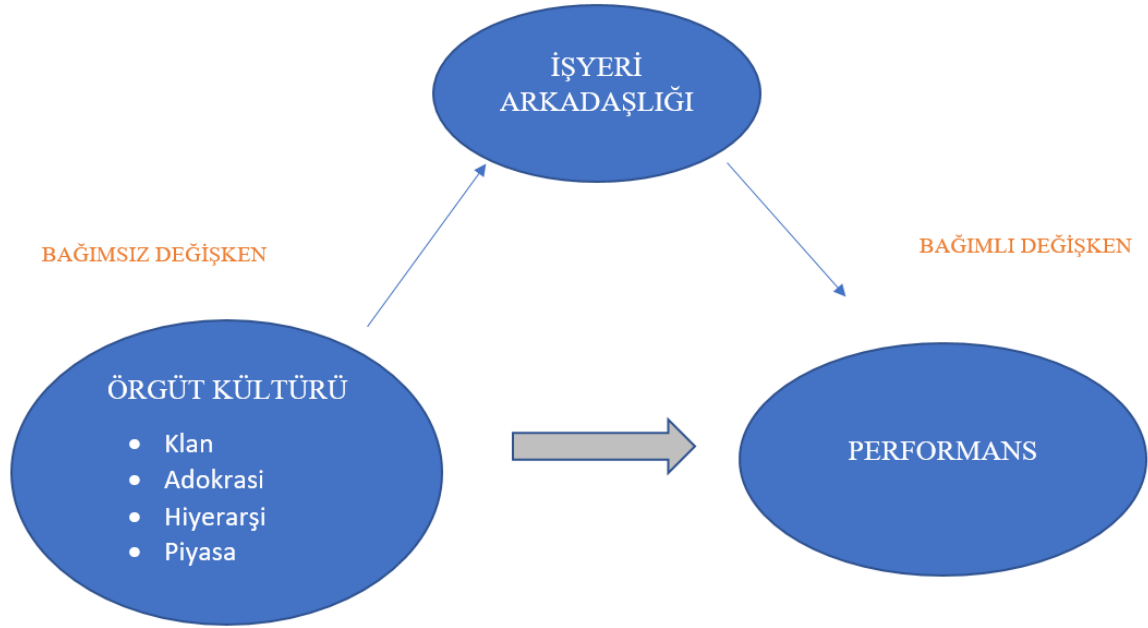 İŞYERİ
ARKADAŞLIĞI
BAĞIMSIZ DEĞİŞKEN
BAĞIMLI DEĞİŞKEN
ÖRGÜT KÜLTÜRÜ
• Klan
• Adokrasi
• Hiyerarşi
• Piyasa
PERFORMANS